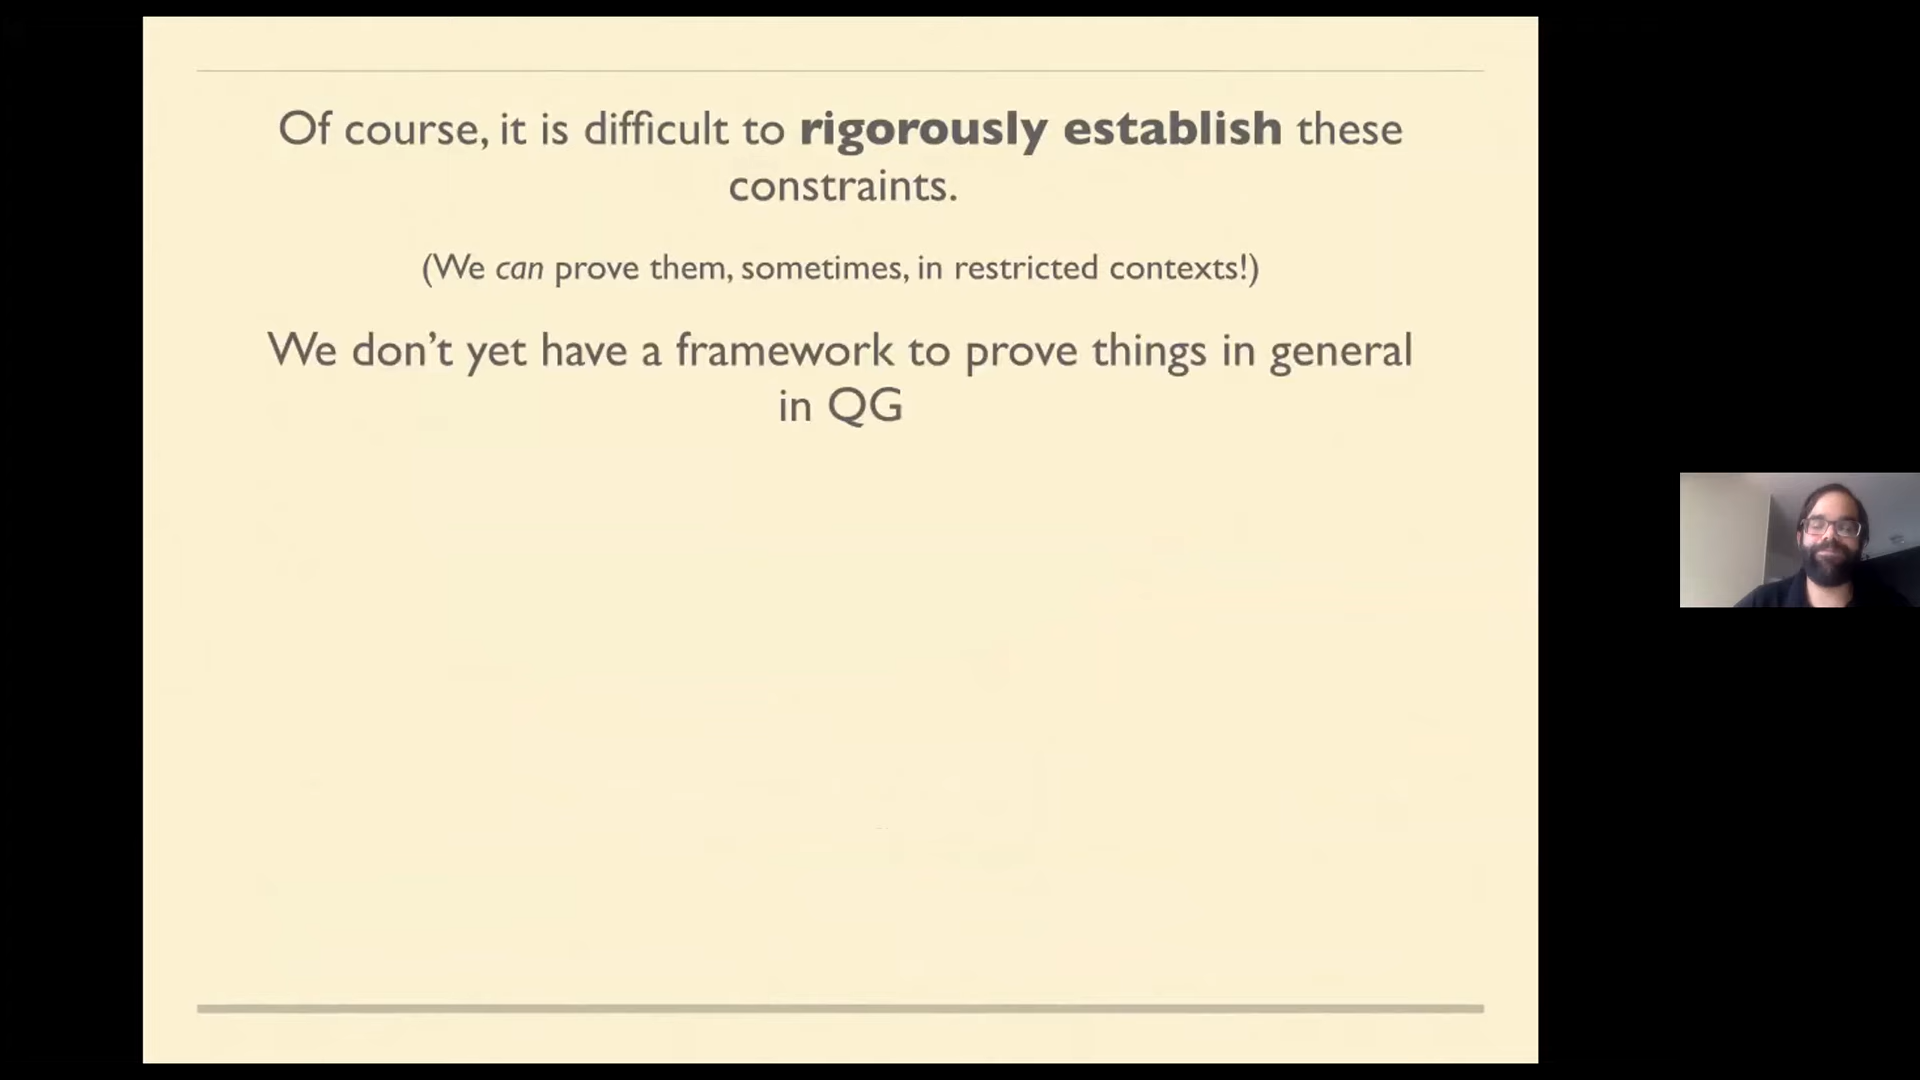 Of course, it is difficult to rigorously establish these
constraints.
(We can prove them, sometimes, in restricted contexts!)
We don’t yet have a framework to prove things in general
in QG